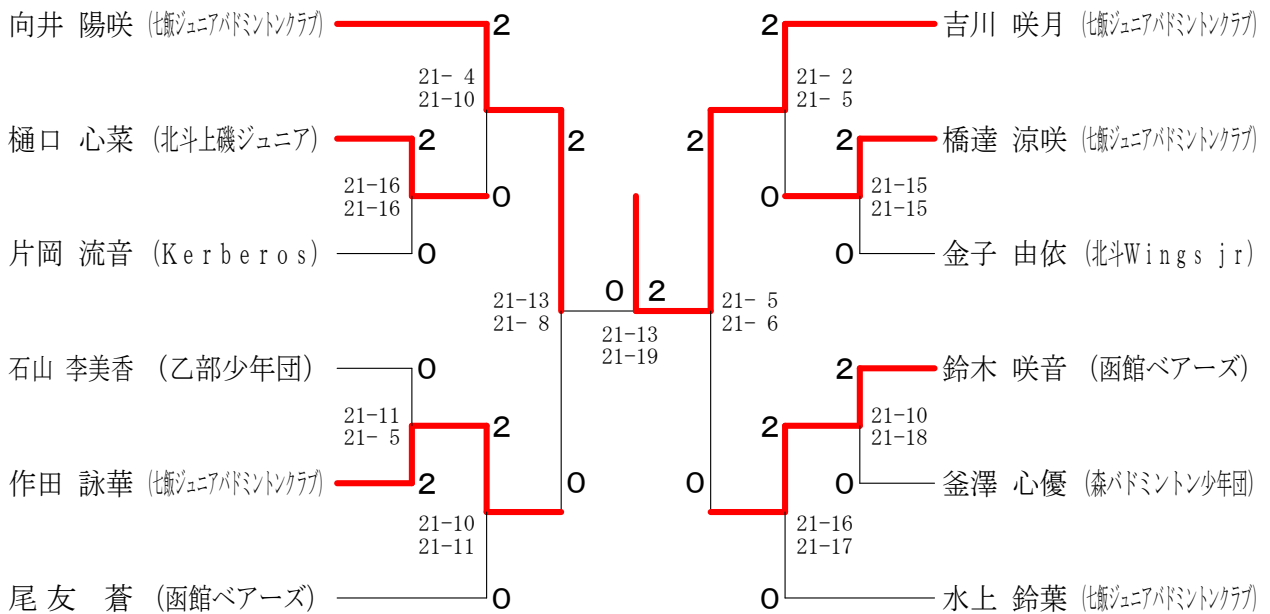 向井 陽咲 (七飯ジュニアバドミントンクラブ) 2 2 吉川 咲月 (七飯ジュニアバドミントンクラブ)
21- 4 21- 2
21-10 21- 5
樋口 心菜 (北斗上磯ジュニア) 2 2 2 2 橋達 涼咲 (七飯ジュニアバドミントンクラブ)
21-16 0 0 21-15
21-16 21-15
片岡 流音 (Kerberos) 0 0 金子 由依 (北斗Wings jr)
21-13 0 2 21- 5
21- 8 21- 6
21-13
21-19
石山 李美香 (乙部少年団) 0 2 鈴木 咲音 (函館ベアーズ)
21-11 21-10
21- 5 2 2 21-18
作田 詠華 (七飯ジュニアバドミントンクラブ) 2 0 0 0 釜澤 心優 (森バドミントン少年団)
21-10 21-16
21-11 21-17
尾友 蒼 (函館ベアーズ) 0 0 水上 鈴葉 (七飯ジュニアバドミントンクラブ)